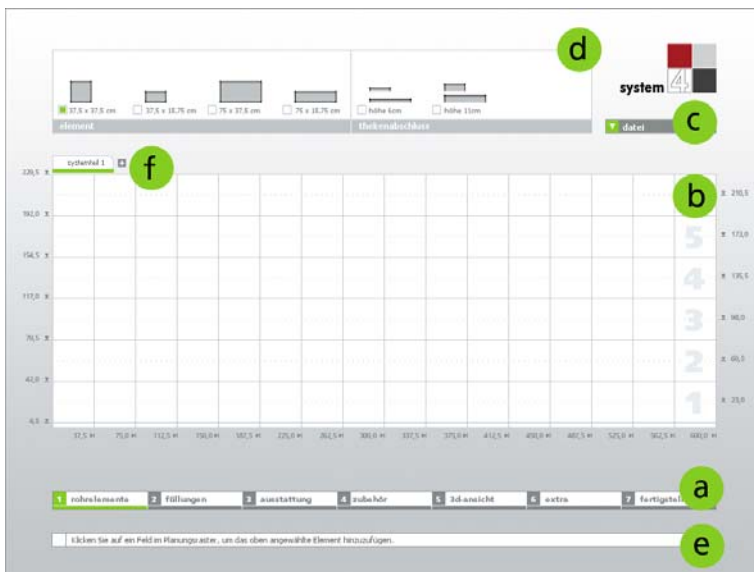 d
system 4
37,5 x 37,5 cm 37,5 x 18,75 cm 75 x 37,5 cm 75 x 18,75 cm höhe 6cm höhe 11cm
element thekenabschluss
datei c
systemteil 1 f
b
229,5
192,0 210,5
154,5 5 173,0
117,0 4 135,5
79,5 3 98,0
42,0 2 60,5
4,5 1 23,0
37,5 75,0 112,5 150,0 187,5 225,0 262,5 300,0 337,5 375,0 412,5 450,0 487,5 525,0 562,5 600,0
a
1 rohrelemente 2 füllungen 3 ausstattung 4 zubehör 5 3d-ansicht 6 extra 7 fertigstell
Klicken Sie auf ein Feld im Planungsraster, um das oben angewählte Element hinzuzufügen. e